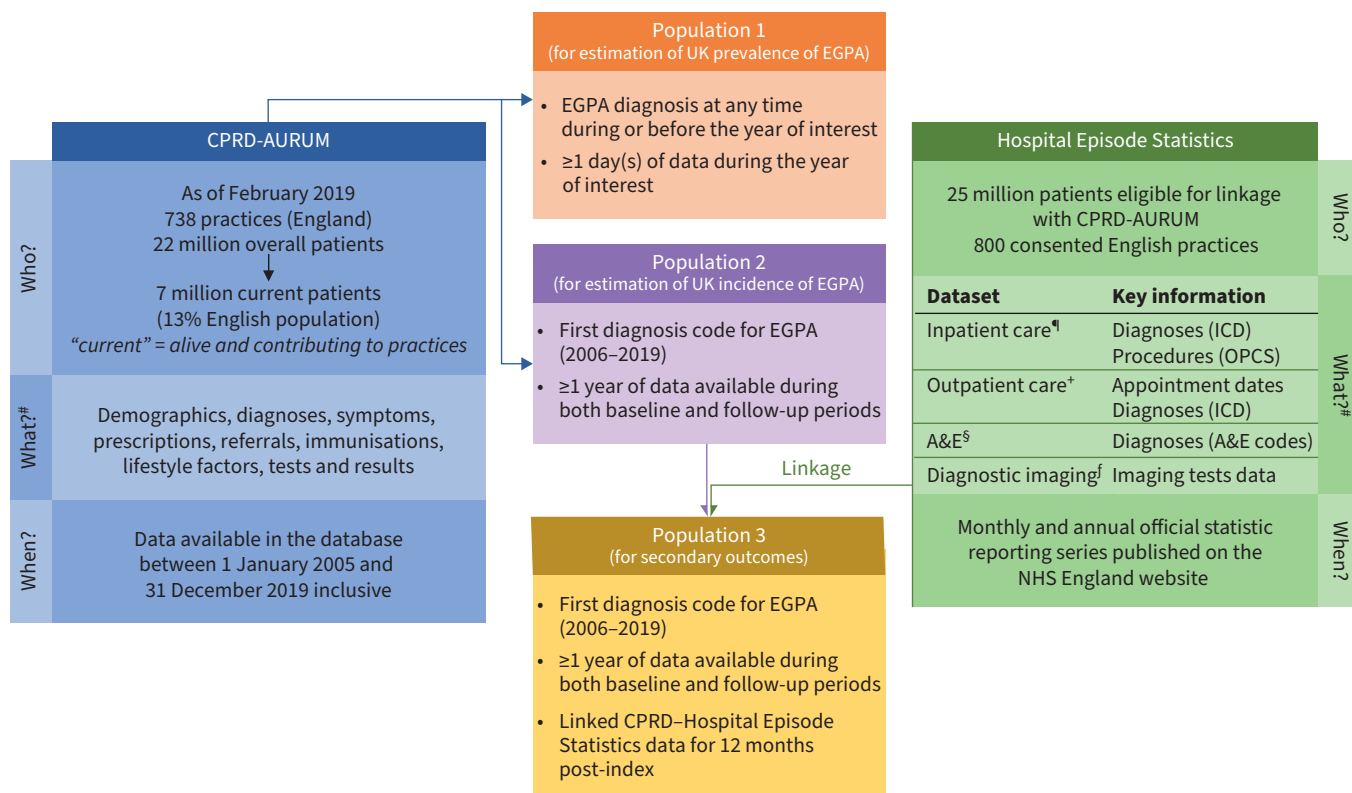 CPRD-AURUM
Who?
As of February 2019
738 practices (England)
22 million overall patients
7 million current patients
(13% English population)
“current” = alive and contributing to practices
What?#
Demographics, diagnoses, symptoms,
prescriptions, referrals, immunisations,
lifestyle factors, tests and results
When?
Data available in the database
between 1 January 2005 and
31 December 2019 inclusive
Population 1
(for estimation of UK prevalence of EGPA)
• EGPA diagnosis at any time
during or before the year of interest
• ≥1 day(s) of data during the year
of interest
Population 2
(for estimation of UK incidence of EGPA)
• First diagnosis code for EGPA
(2006–2019)
• ≥1 year of data available during
both baseline and follow-up periods
Linkage
Population 3
(for secondary outcomes)
• First diagnosis code for EGPA
(2006–2019)
• ≥1 year of data available during
both baseline and follow-up periods
• Linked CPRD–Hospital Episode
Statistics data for 12 months
post-index
Hospital Episode Statistics
25 million patients eligible for linkage
with CPRD-AURUM
800 consented English practices
Who?
Dataset Key information
Inpatient care¶ Diagnoses (ICD)
Procedures (OPCS)
Outpatient care+ Appointment dates
Diagnoses (ICD)
A&E§ Diagnoses (A&E codes)
Diagnostic imagingƒ Imaging tests data
What?#
Monthly and annual official statistic
reporting series published on the
NHS England website
When?